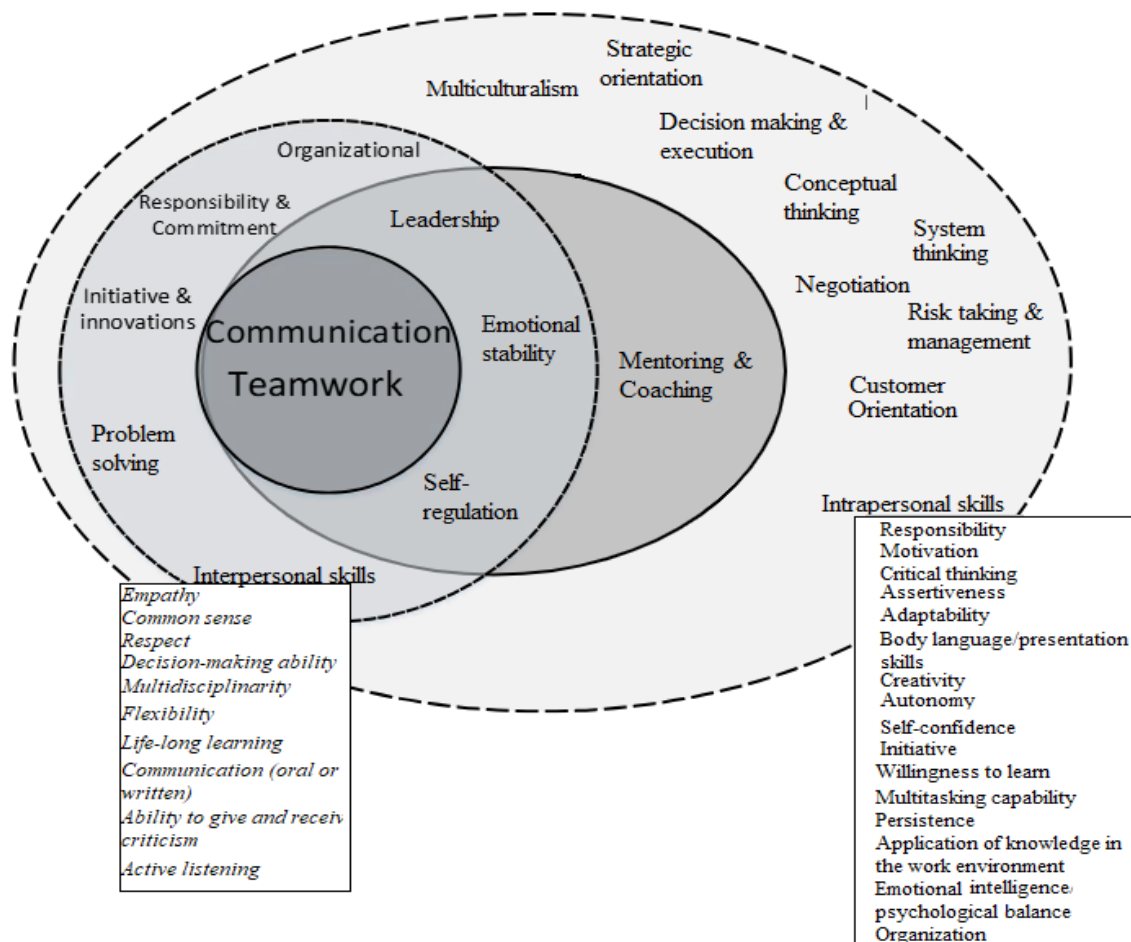 Strategic
orientation
Multiculturalism
Decision making &
execution
Organizational
Conceptual
thinking
Responsibility &
Commitment
Leadership
System
thinking
Negotiation
Initiative &
innovations
Risk taking &
management
Communication
Teamwork
Emotional
stability
Mentoring &
Coaching
Customer
Orientation
Problem
solving
Self-
regulation
Intrapersonal skills
Responsibility
Motivation
Critical thinking
Assertiveness
Adaptability
Body language/presentation
skills
Creativity
Autonomy
Self-confidence
Initiative
Willingness to learn
Multitasking capability
Persistence
Application of knowledge in
the work environment
Emotional intelligence/
psychological balance
Organization
Interpersonal skills
Empathy
Common sense
Respect
Decision-making ability
Multidisciplinarity
Flexibility
Life-long learning
Communication (oral or
written)
Ability to give and receiv
criticism
Active listening